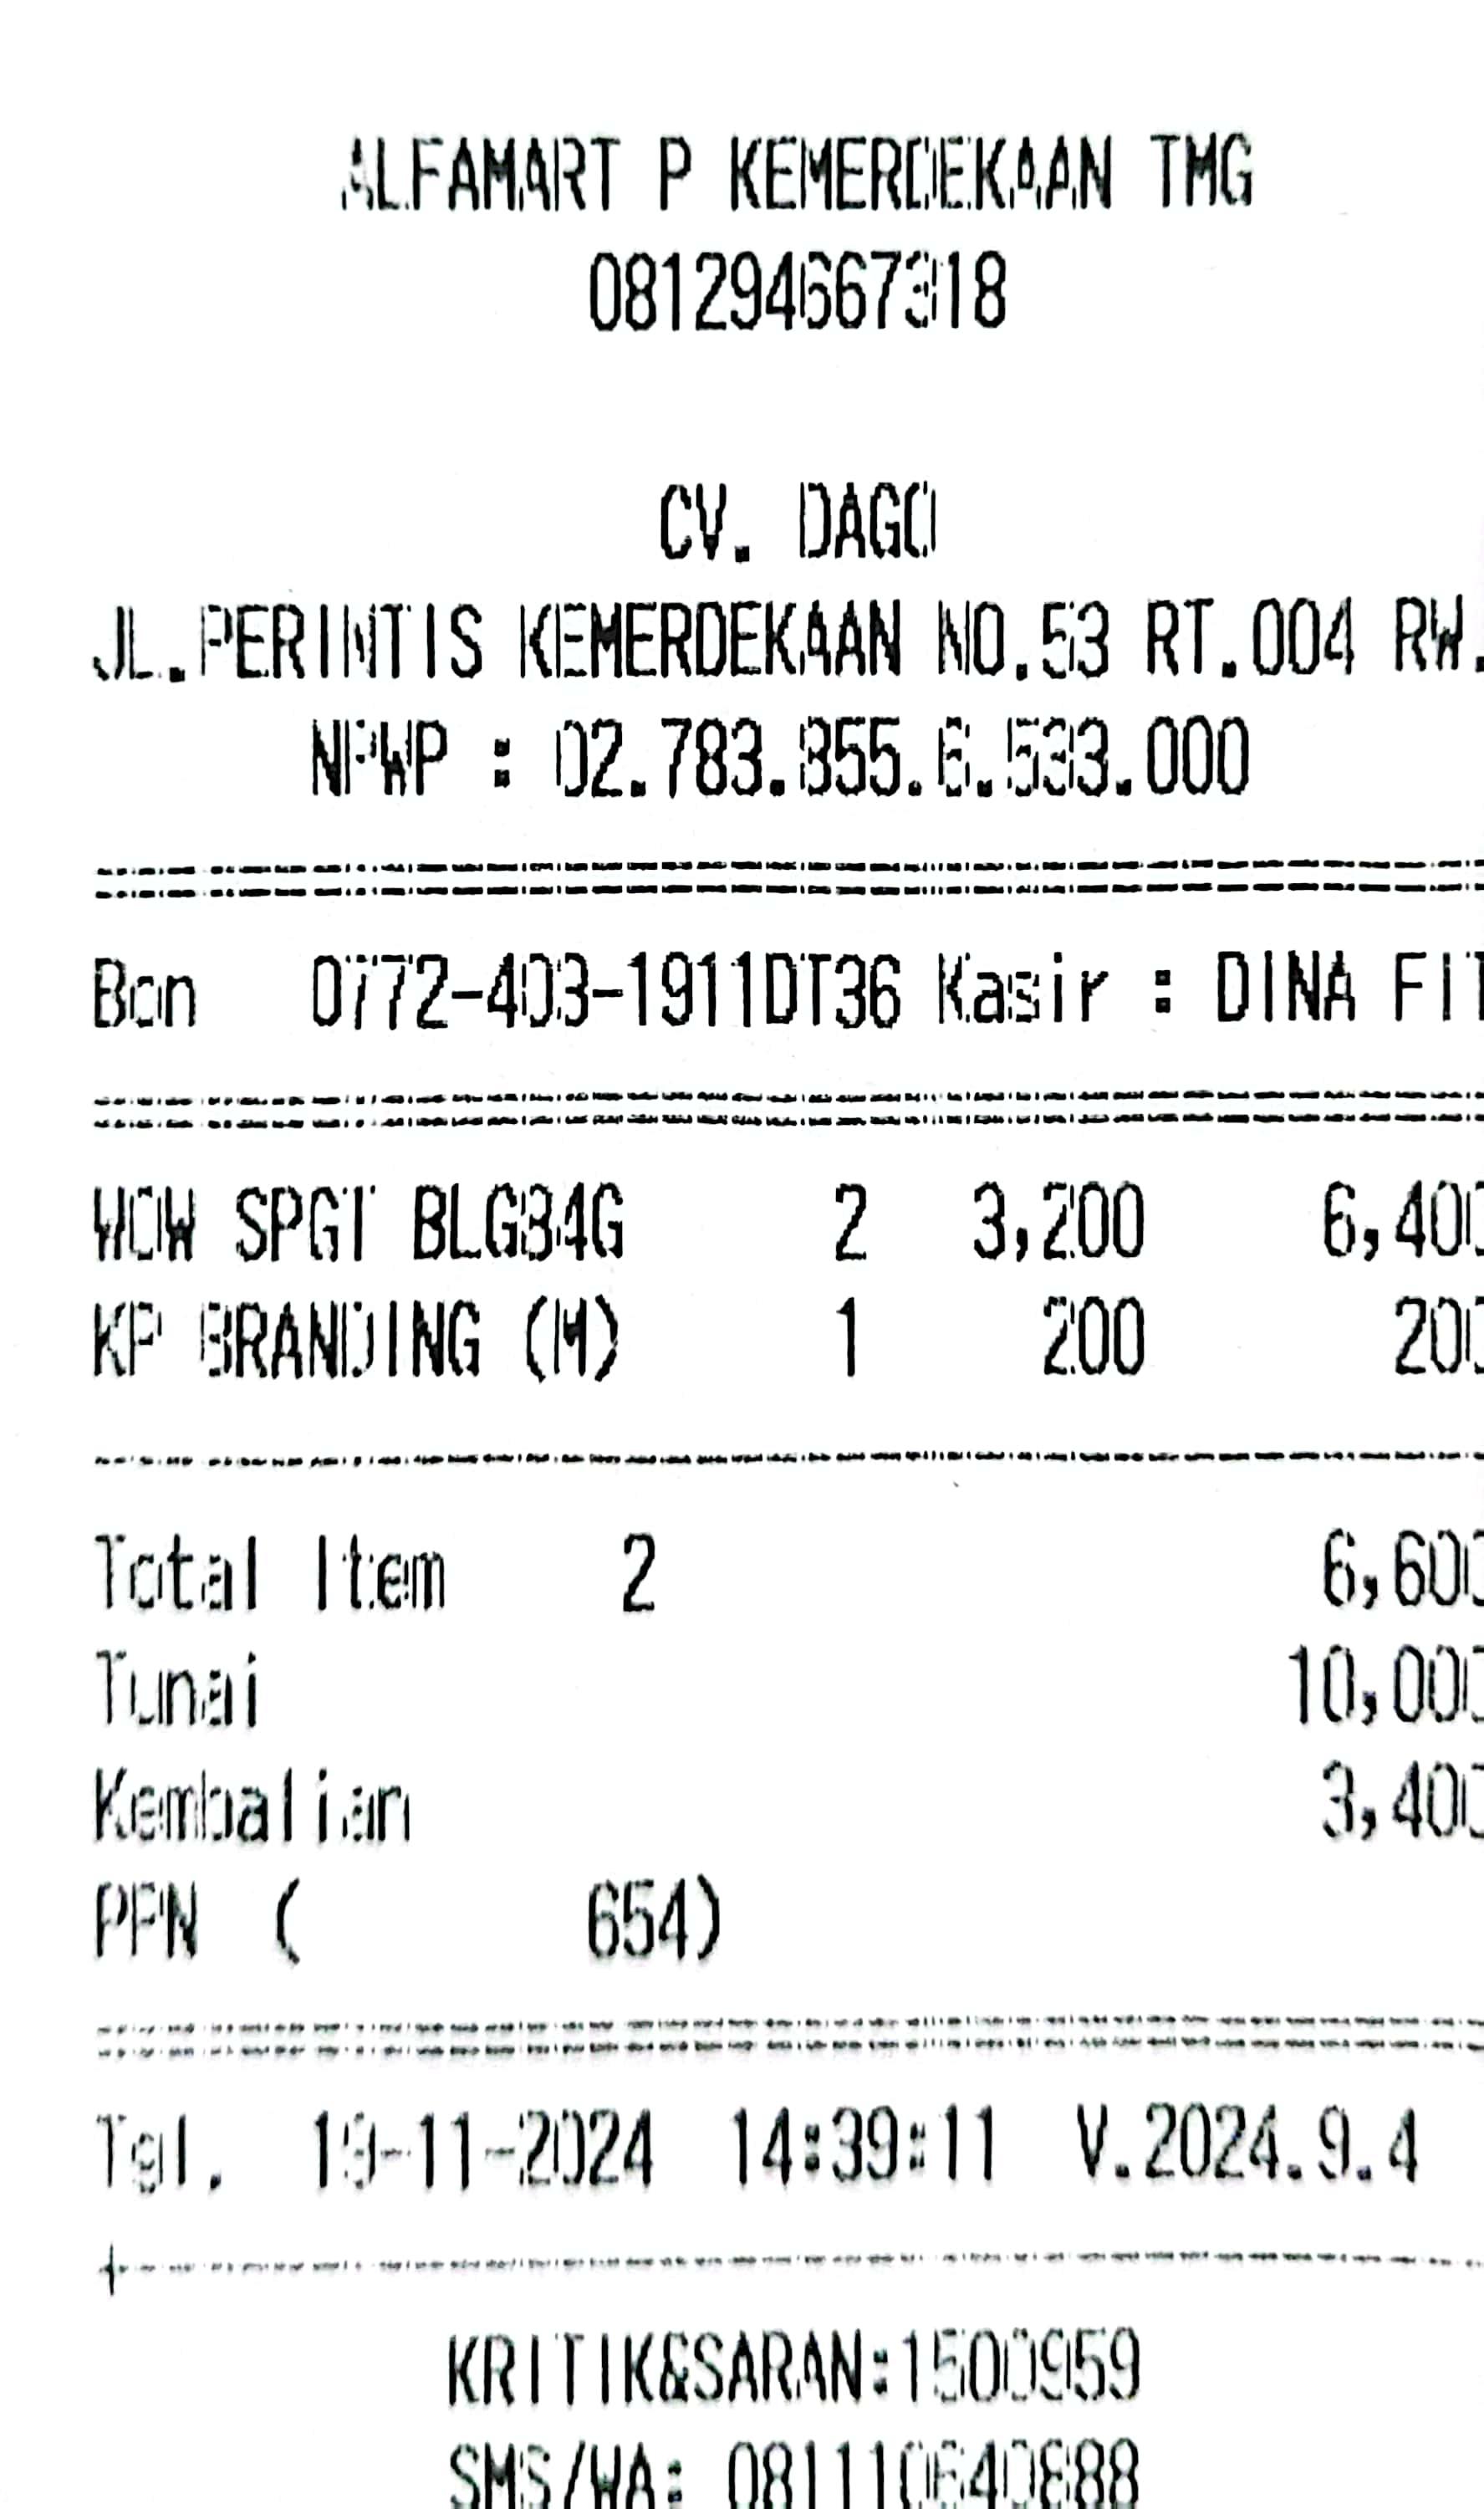 ALFAMART P KEMERDEKAAN TMG
081294667318
CV. DAGO
JL.PERINTIS KEMERDEKAAN NO.53 RT.004 RW.
NPWP : 02.783.855.6.533.000
Bon 0772-403-1911DT36 Kasir : DINA FIT
WOW SPGT BLG84G 2 3,200 6,400
KP BRANDING (M) 1 200 200
Total Item 2 6,600
Tunai 10,000
Kembalian 3,400
PPN ( 654)
Tgl. 19-11-2024 14:39:11 V.2024.9.4
KRITIK&SARAN:1500959
SMS/WA: 081110640888